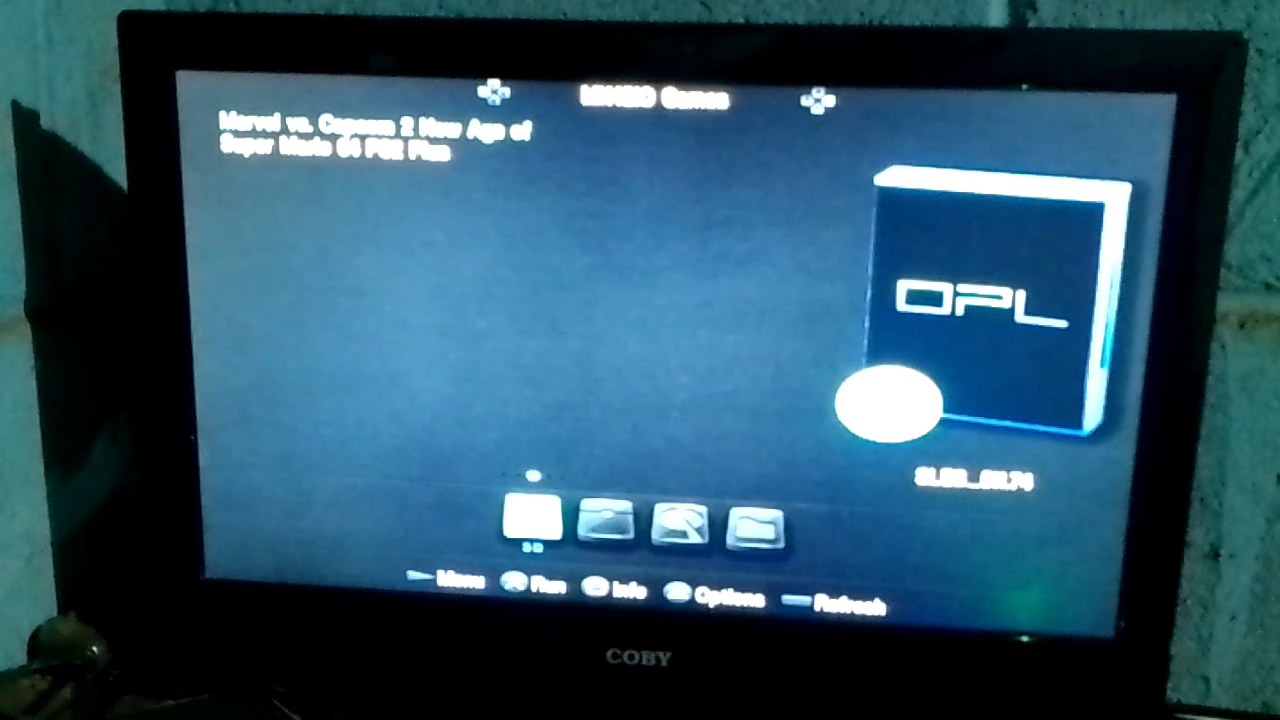 Games
Marvel vs. Capcom 2 New Age of
Super Mario 64 PS2 Plus
OPL
Menu Run Info Options Refresh
COBY